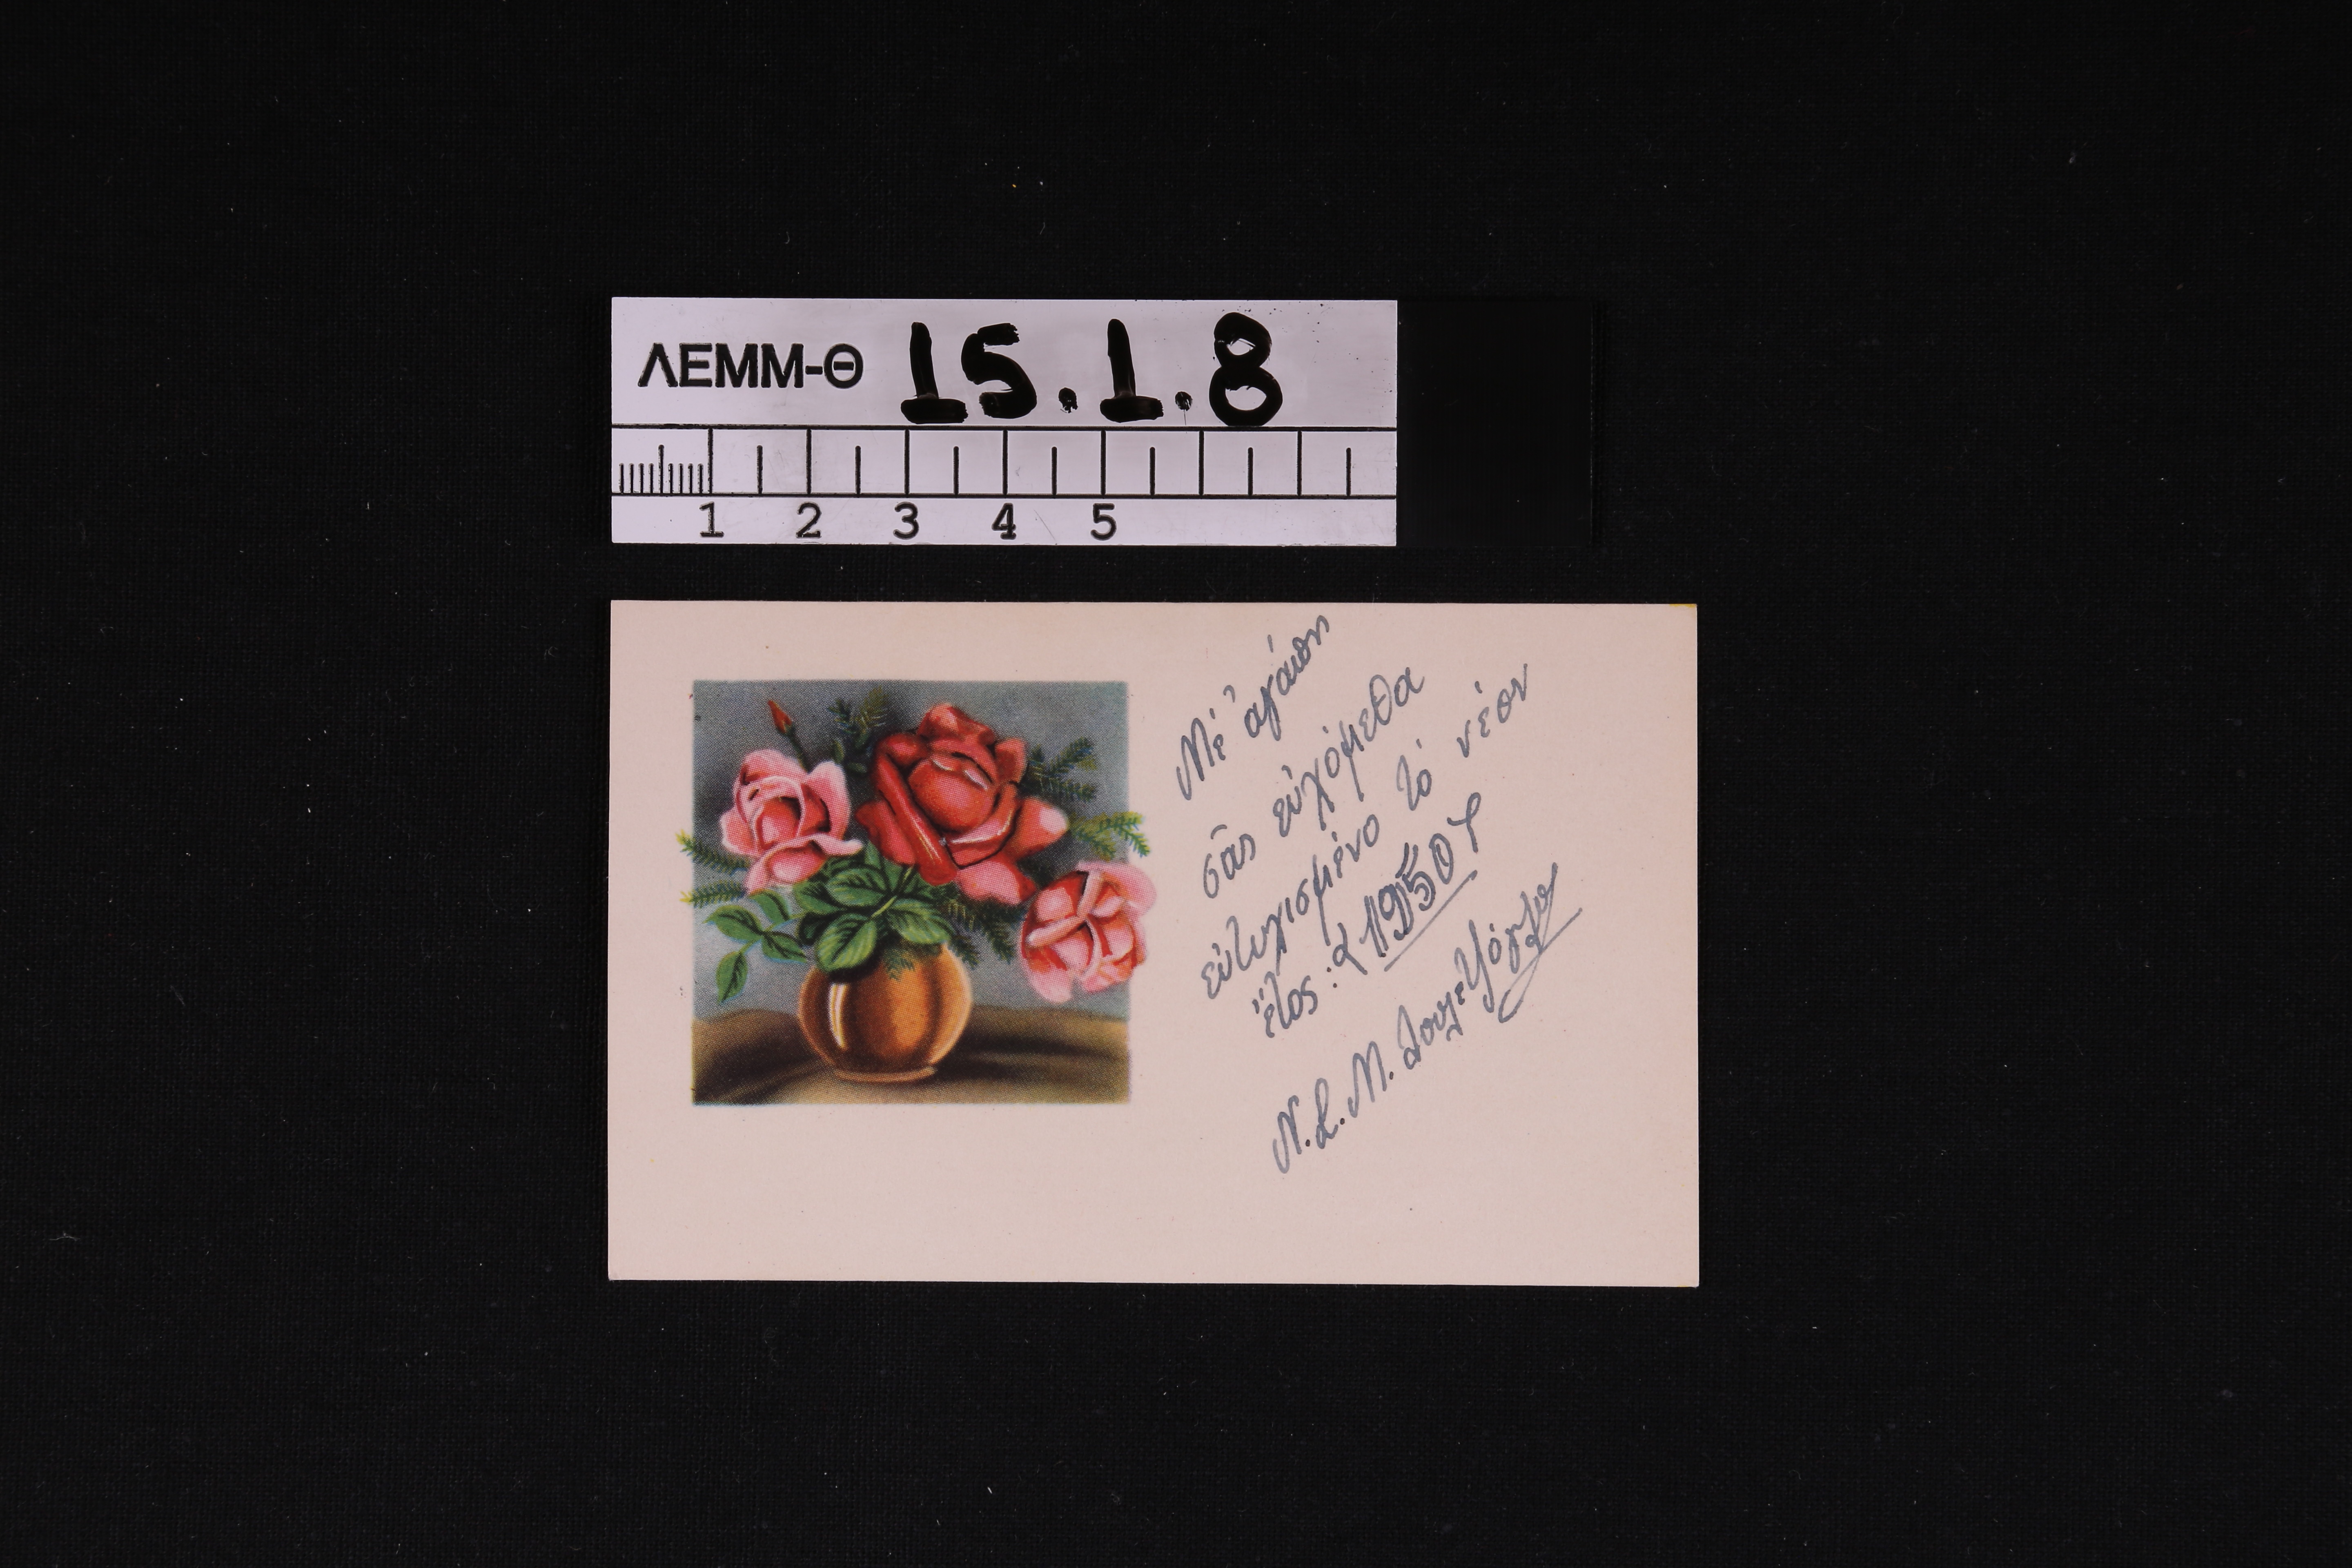 ΛΕΜΜ-Θ 15.1.8
1 2 3 4 5
Μέ ἀγάπη
σᾶς εὐχόμεθα
εὐτυχισμένο τό νέον
ἔτος: 1950
Ν. Σ. Μ.